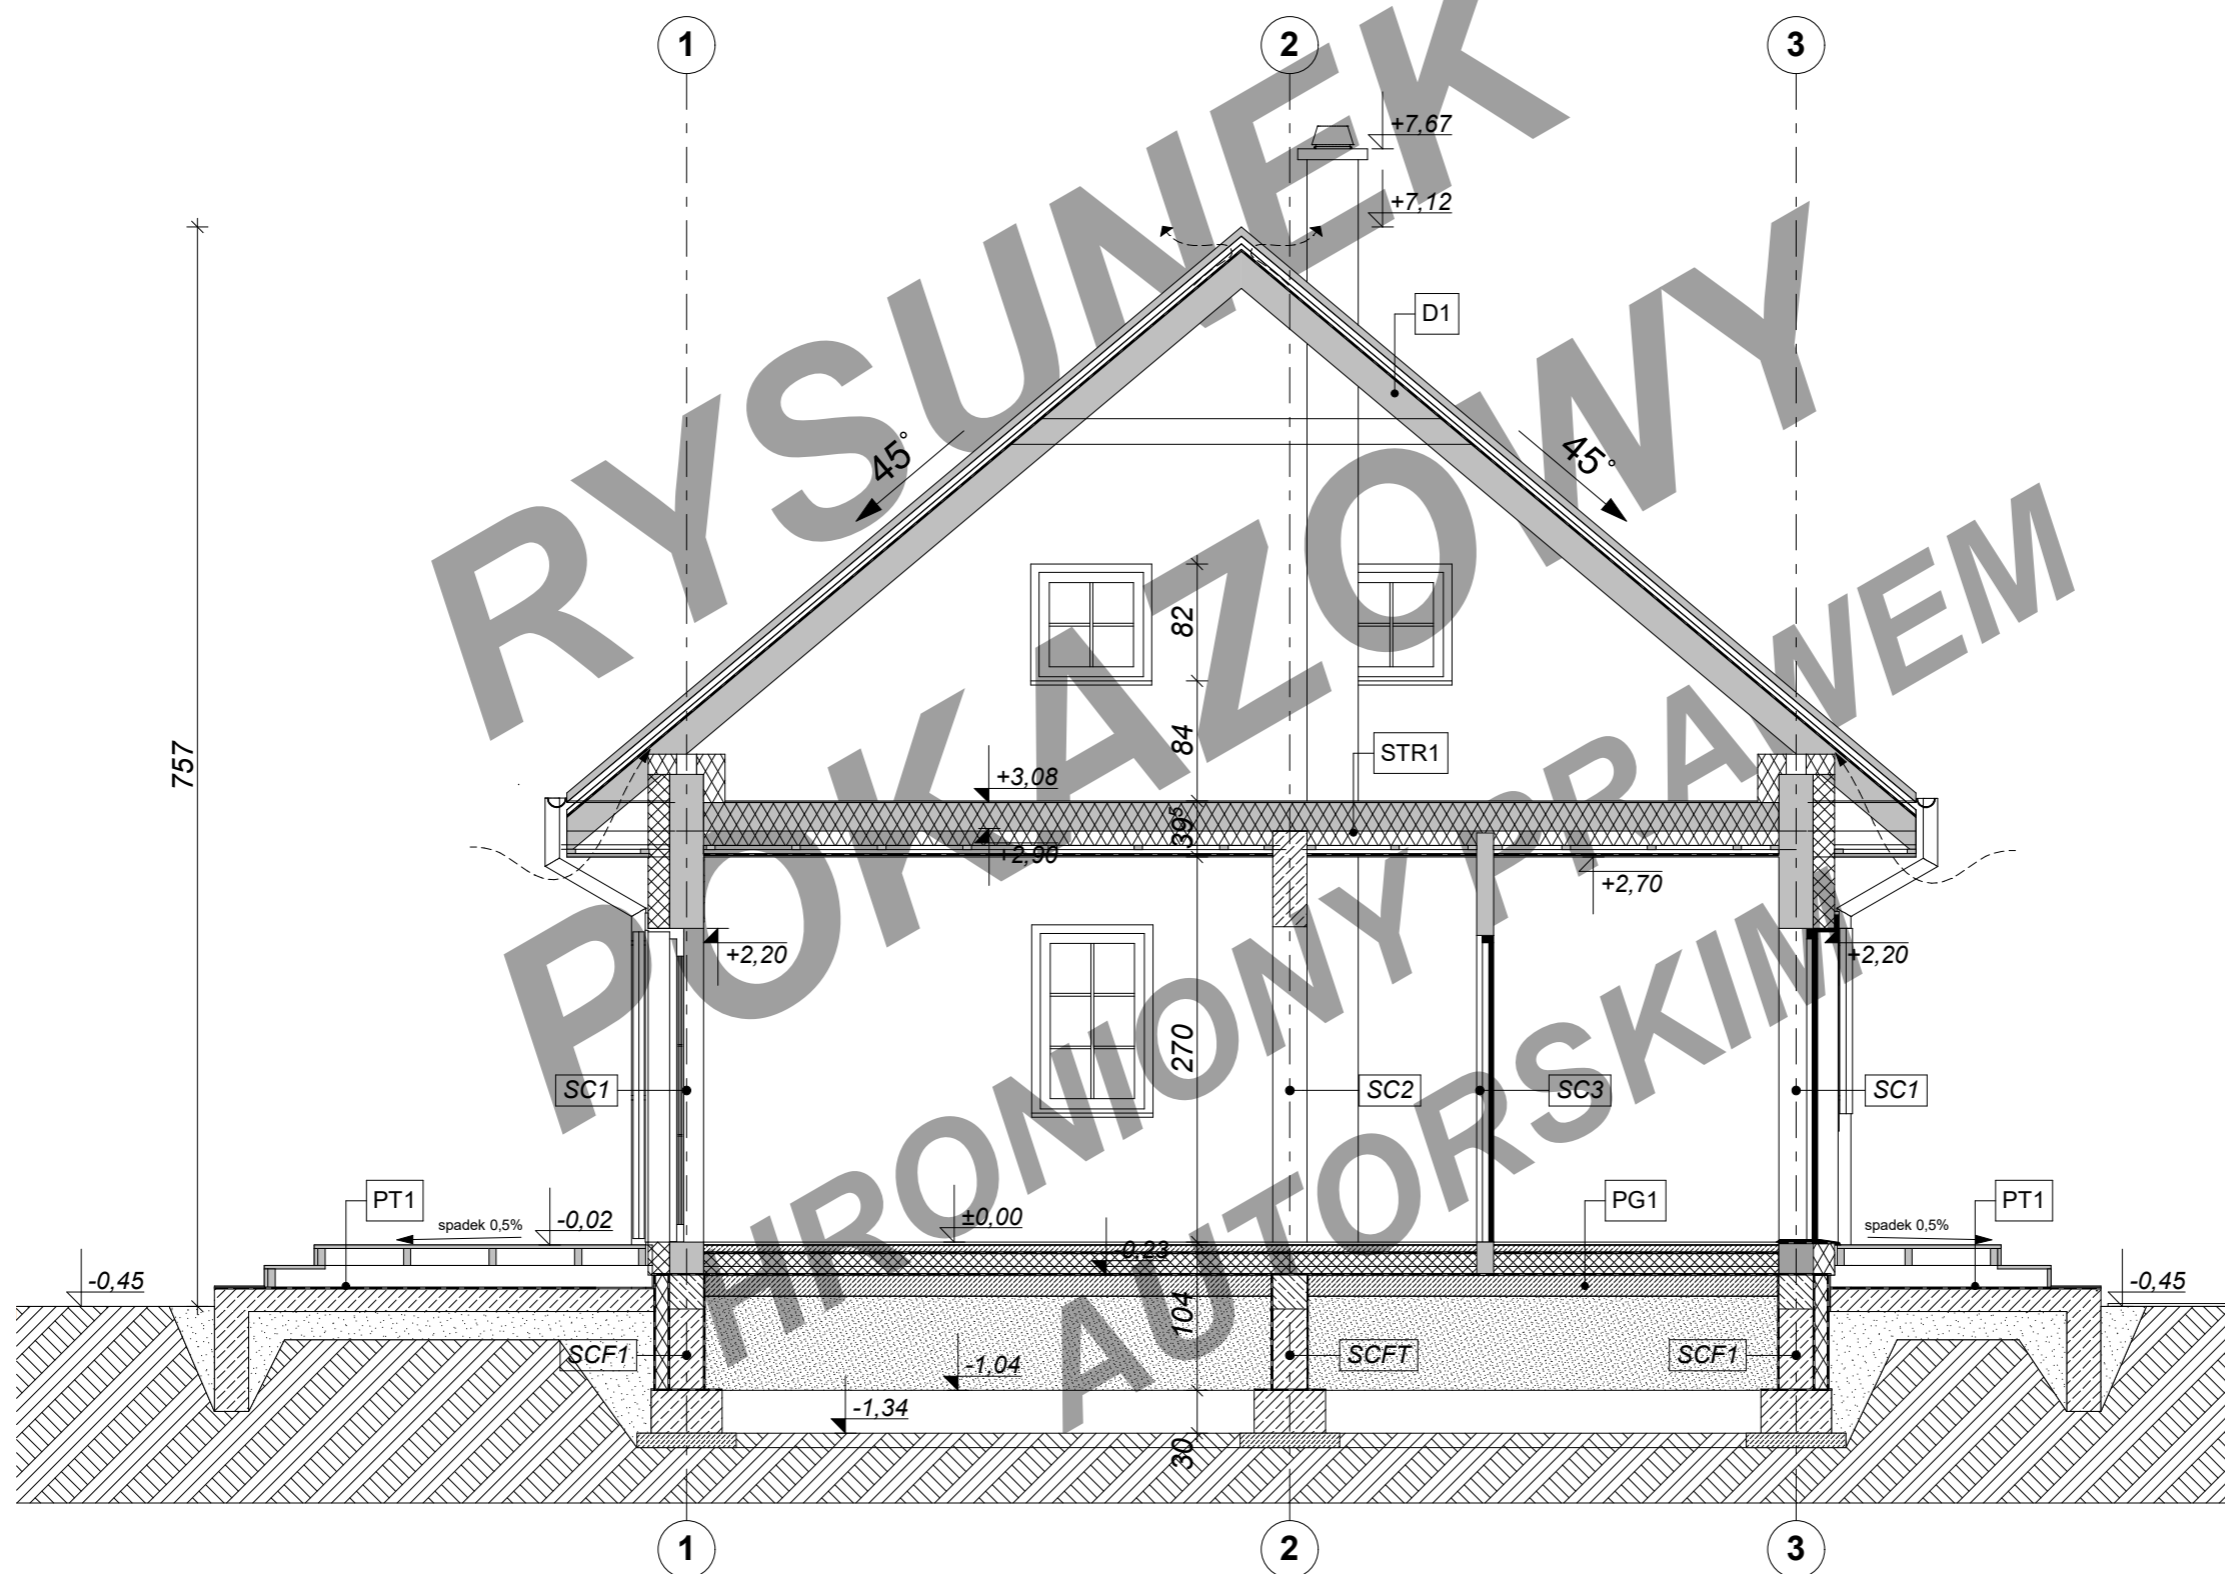 1
2
3
+7,67
+7,12
D1
45°
45°
757
82
84
STR1
+3,08
39⁵
+2,90
+2,70
+2,20
+2,20
270
SC1
SC2
SC3
SC1
PT1
spadek 0,5%
-0,02
±0,00
-0,23
PG1
spadek 0,5%
PT1
-0,45
-0,45
104
SCF1
-1,04
SCFT
SCF1
-1,34
30
1
2
3
RYSUNEK
POKAZOWY
HRONIONY PRAWEM
AUTORSKIM